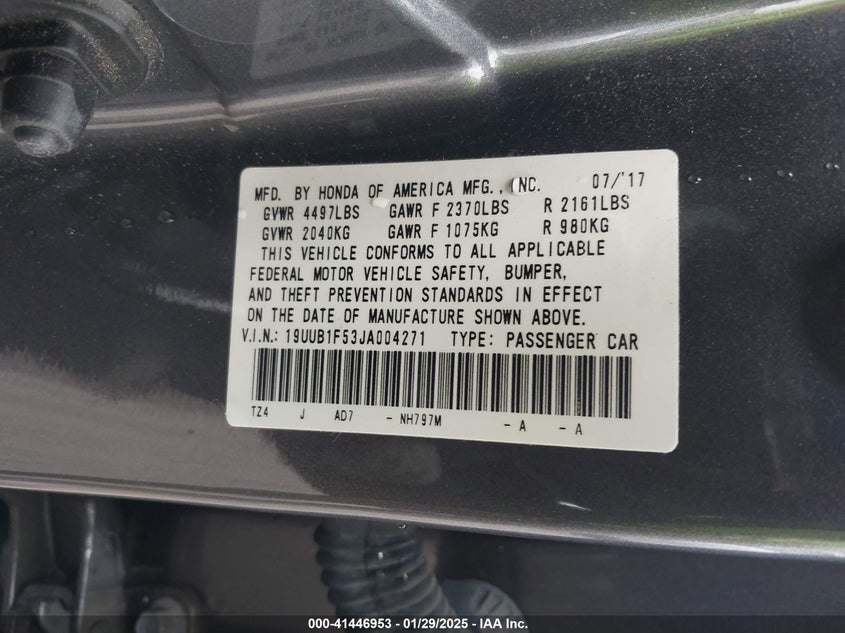 MFD. BY HONDA OF AMERICA MFG., INC. 07/'17
GVWR 4497LBS GAWR F 2370LBS R 2161LBS
GVWR 2040KG GAWR F 1075KG R 980KG
THIS VEHICLE CONFORMS TO ALL APPLICABLE
FEDERAL MOTOR VEHICLE SAFETY, BUMPER,
AND THEFT PREVENTION STANDARDS IN EFFECT
ON THE DATE OF MANUFACTURE SHOWN ABOVE.
V.I.N.: 19UUB1F53JA004271 TYPE: PASSENGER CAR
TZ4 J AD7 - NH797M - A - A
000-41446953 — 01/29/2025 — IAA Inc.